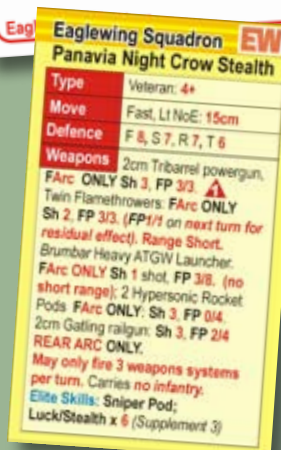 Eagl
Eaglewing Squadron EW
Panavia Night Crow Stealth
Type Veteran: 4+
Move Fast, Lt NoE: 15cm
Defence F 8, S 7, R 7, T 6
Weapons 2cm Tribarrel powergun,
FArc ONLY Sh 3, FP 3/3.
Twin Flamethrowers: FArc ONLY
Sh 2, FP 3/3. (FP1/1 on next turn for
residual effect). Range Short.
Brumbar Heavy ATGW Launcher.
FArc ONLY Sh 1 shot, FP 3/8. (no
short range); 2 Hypersonic Rocket
Pods FArc ONLY: Sh 3, FP 0/4.
2cm Gatling railgun: Sh 3, FP 2/4
REAR ARC ONLY.
May only fire 3 weapons systems
per turn. Carries no infantry.
Elite Skills: Sniper Pod;
Luck/Stealth x 6 (Supplement 3)